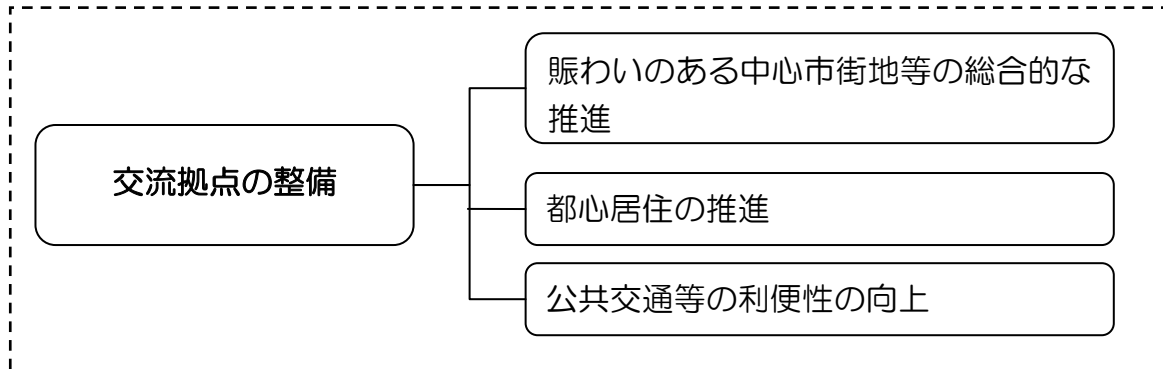 賑わいのある中心市街地等の総合的な
推進
交流拠点の整備
都心居住の推進
公共交通等の利便性の向上